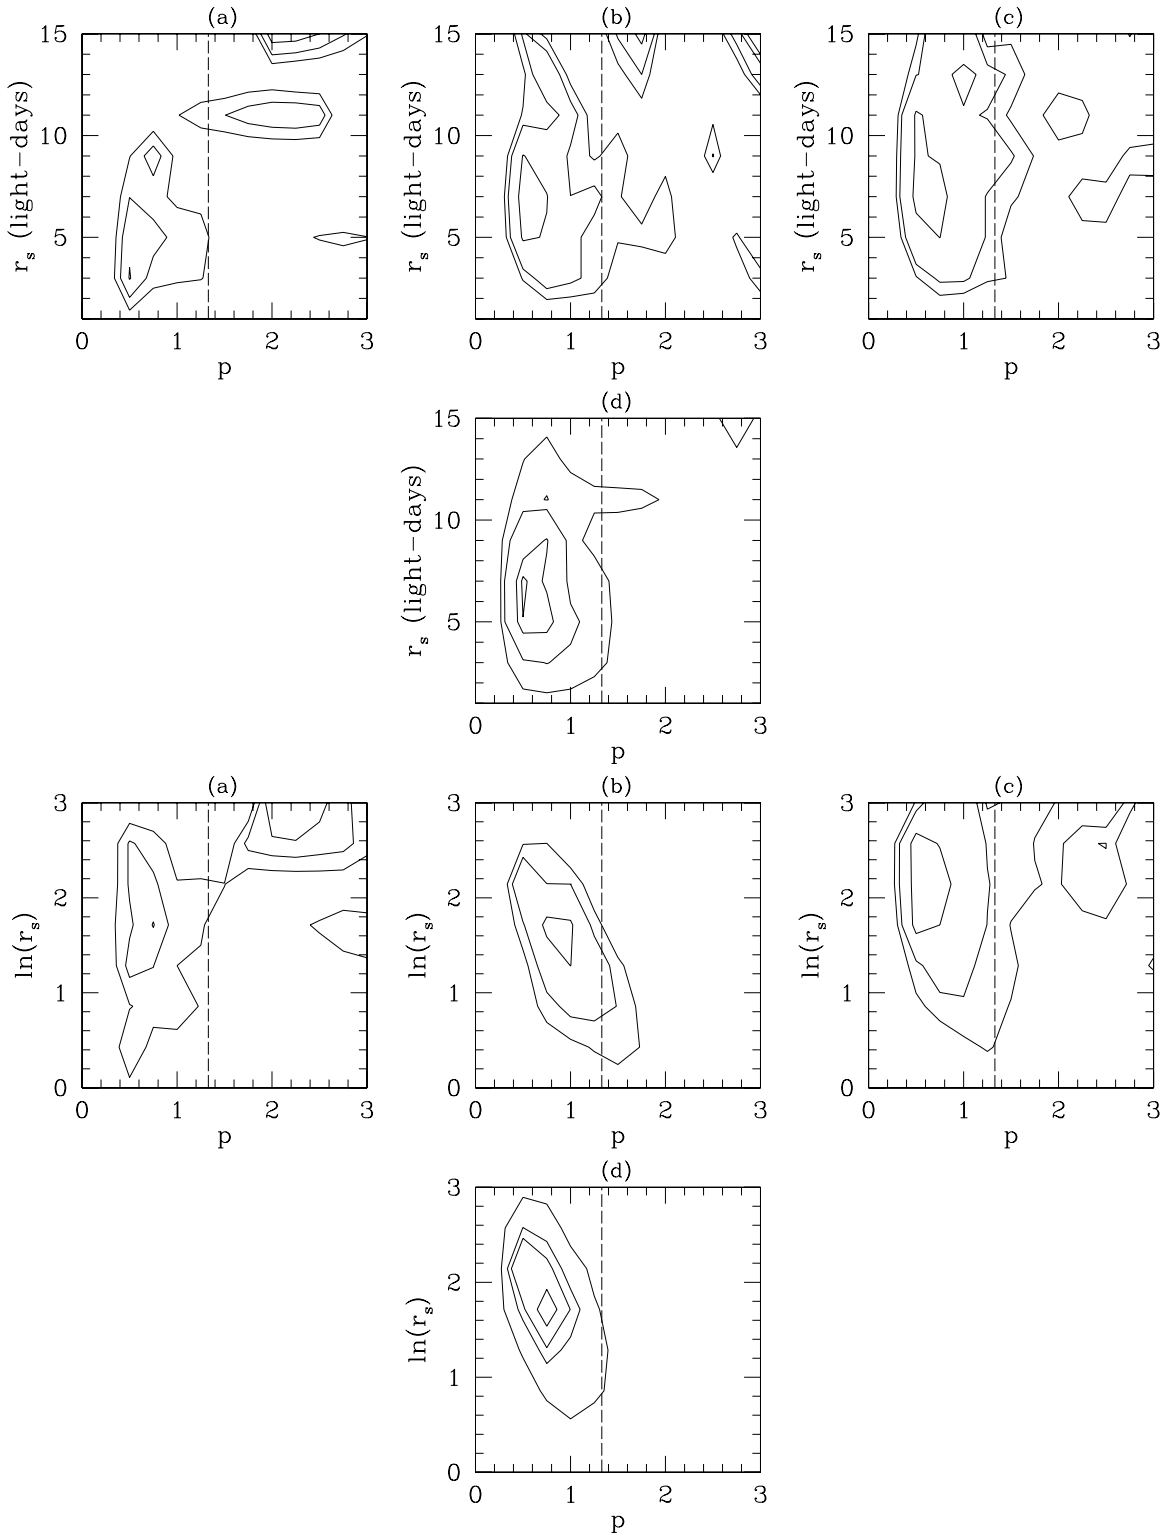 (a) (b) (c)
15 15 15
10 10 10
5 5 5
r_s (light-days) r_s (light-days) r_s (light-days)
0 1 2 3 0 1 2 3 0 1 2 3
p p p
(d)
15
10
5
r_s (light-days)
0 1 2 3
p
(a) (b) (c)
3 3 3
2 2 2
1 1 1
0 0 0
ln(r_s) ln(r_s) ln(r_s)
0 1 2 3 0 1 2 3 0 1 2 3
p p p
(d)
3
2
1
0
ln(r_s)
0 1 2 3
p